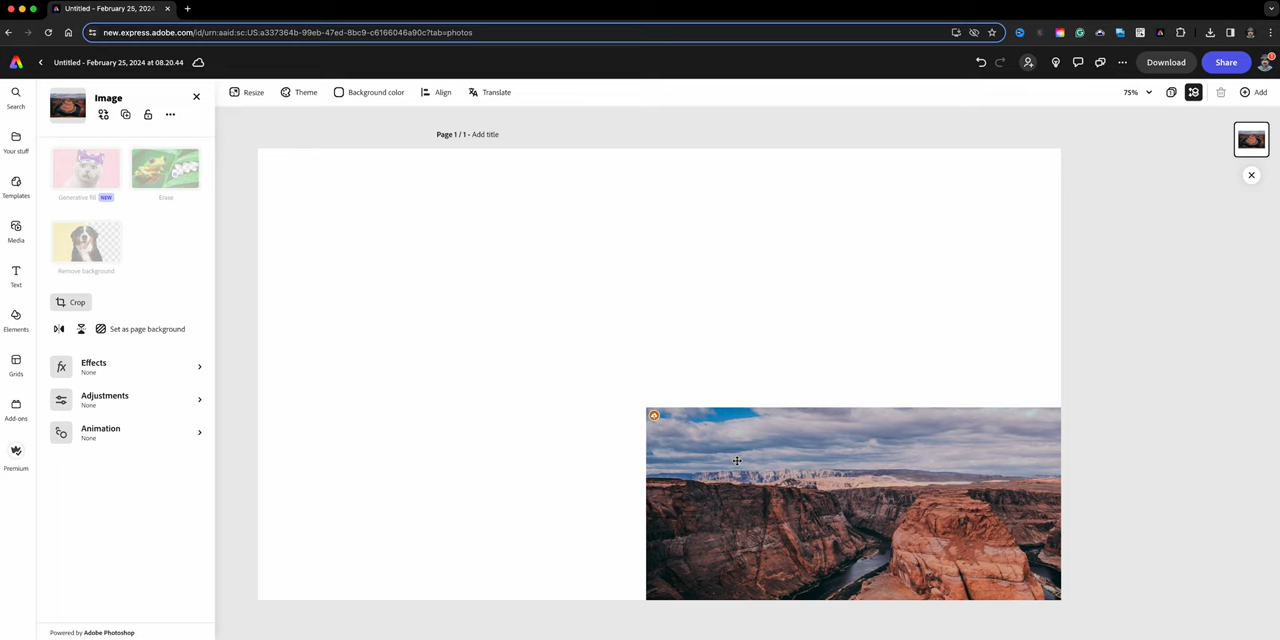 Untitled - February 25, 2024
new.express.adobe.com/id/urn:aaid:sc:US:a337364b-99eb-47ed-8bc9-c6166046a90c?tab=photos
Untitled - February 25, 2024 at 08.20.44
Download
Share
Search
Your stuff
Templates
Media
Text
Elements
Grids
Add-ons
Premium
Image
Generative fill NEW
Erase
Remove background
Crop
Set as page background
fx
Effects
None
Adjustments
None
Animation
None
Powered by Adobe Photoshop
Resize
Theme
Background color
Align
Translate
75%
Add
Page 1 / 1 - Add title